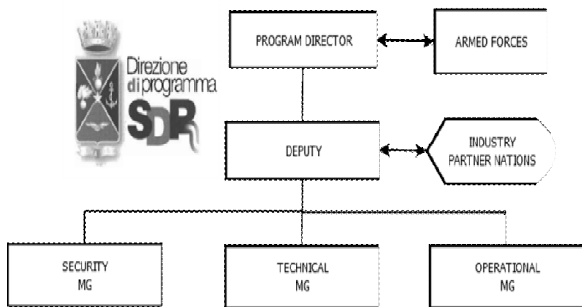 Direzione
di programma
SDR
PROGRAM DIRECTOR
ARMED FORCES
DEPUTY
INDUSTRY
PARTNER NATIONS
SECURITY
MG
TECHNICAL
MG
OPERATIONAL
MG